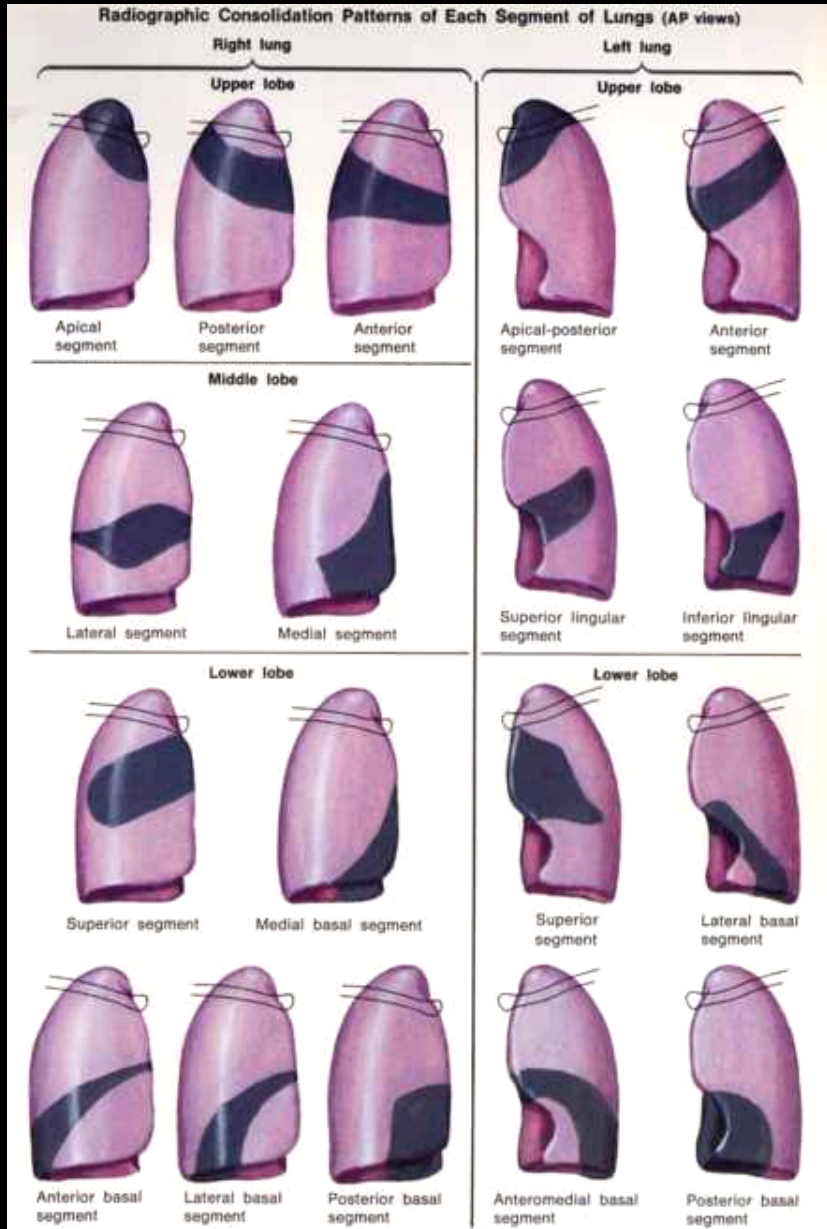 Radiographic Consolidation Patterns of Each Segment of Lungs (AP views)
Right lung
Left lung
Upper lobe
Upper lobe
Apical
segment
Posterior
segment
Anterior
segment
Apical-posterior
segment
Anterior
segment
Middle lobe
Lateral segment
Medial segment
Superior lingular
segment
Inferior lingular
segment
Lower lobe
Lower lobe
Superior segment
Medial basal segment
Superior
segment
Lateral basal
segment
Anterior basal
segment
Lateral basal
segment
Posterior basal
segment
Anteromedial basal
segment
Posterior basal
segment